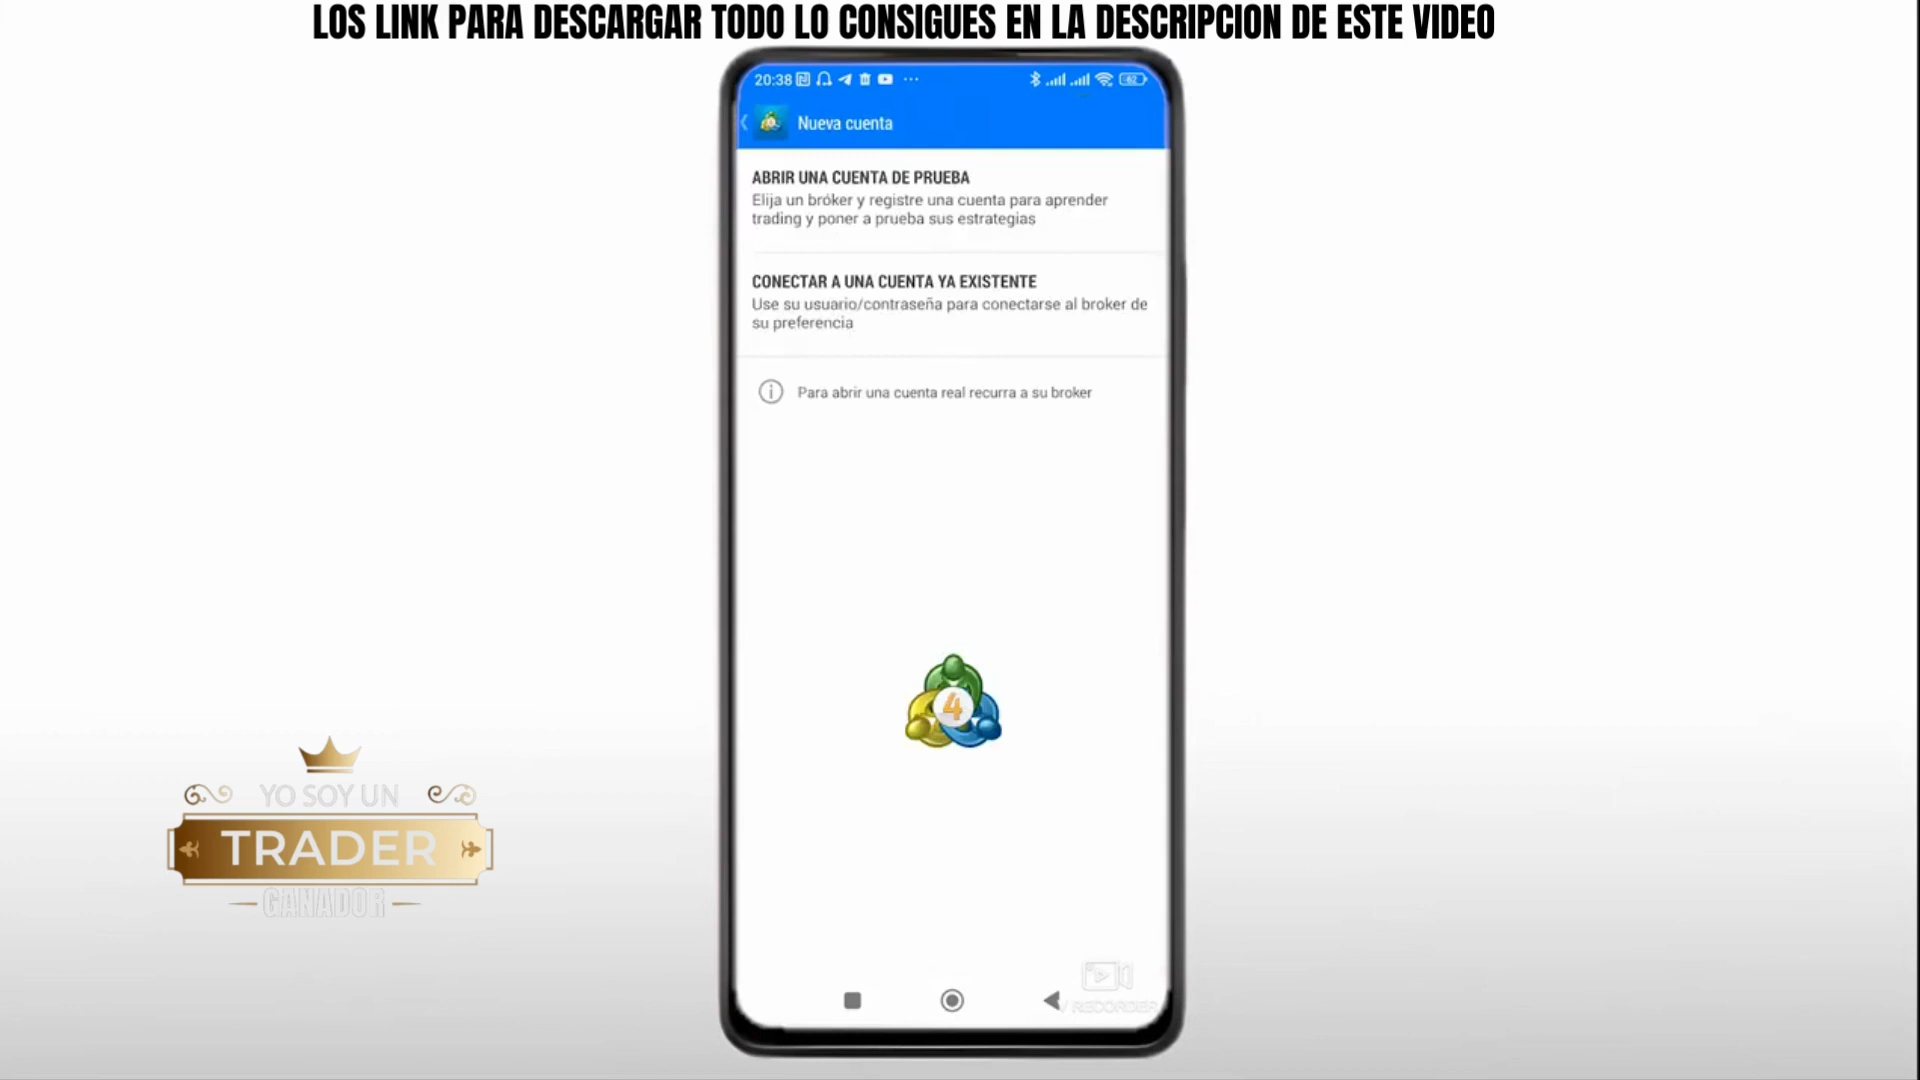 LOS LINK PARA DESCARGAR TODO LO CONSIGUES EN LA DESCRIPCION DE ESTE VIDEO
20:38
62
Nueva cuenta
ABRIR UNA CUENTA DE PRUEBA
Elija un bróker y registre una cuenta para aprender
trading y poner a prueba sus estrategias
CONECTAR A UNA CUENTA YA EXISTENTE
Use su usuario/contraseña para conectarse al broker de
su preferencia
Para abrir una cuenta real recurra a su broker
4
YO SOY UN
TRADER
GANADOR
V RECORDER